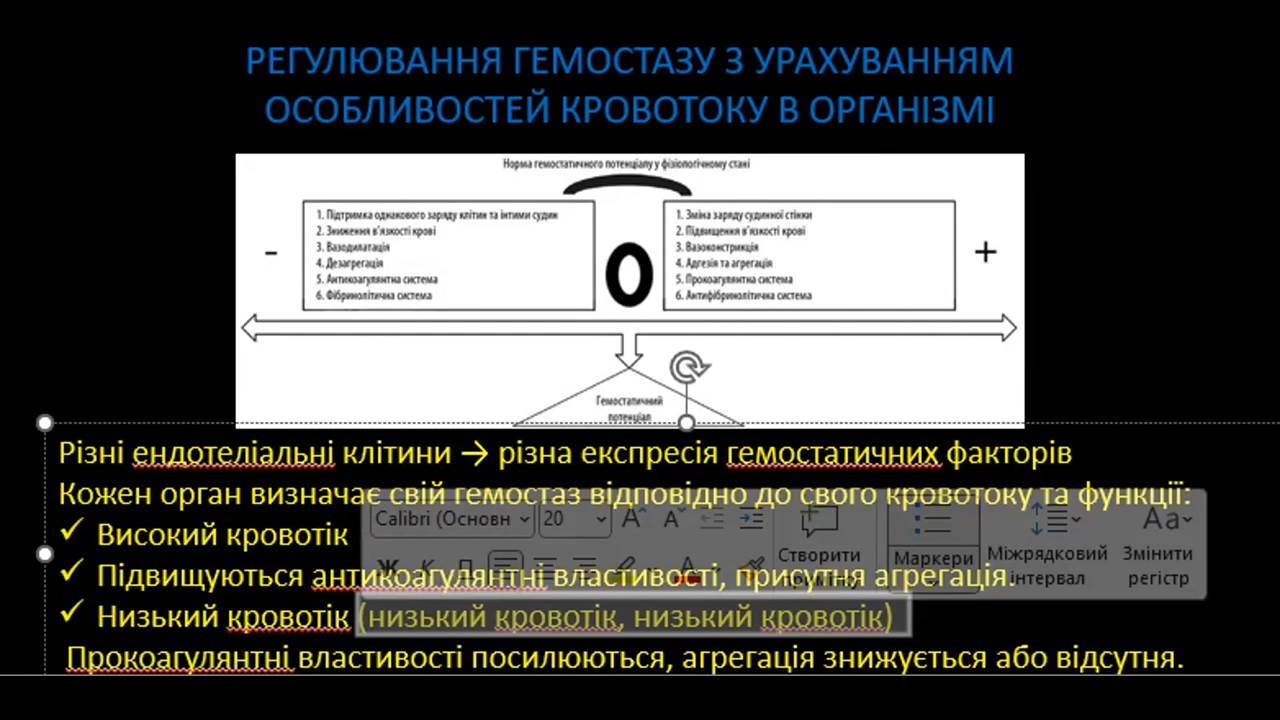 РЕГУЛЮВАННЯ ГЕМОСТАЗУ З УРАХУВАННЯМ
ОСОБЛИВОСТЕЙ КРОВОТОКУ В ОРГАНІЗМІ
Норма гемостатичного потенціалу у фізіологічному стані
-
1. Підтримка однакового заряду клітин та інтими судин
2. Зниження в'язкості крові
3. Вазодилатація
4. Дезагрегація
5. Антикоагулянтна система
6. Фібринолітична система
0
1. Зміна заряду судинної стінки
2. Підвищення в'язкості крові
3. Вазоконстрикція
4. Адгезія та агрегація
5. Прокоагулянтна система
6. Антифібринолітична система
+
Гемостатичний
потенціал
Різні ендотеліальні клітини → різна експресія гемостатичних факторів
Кожен орган визначає свій гемостаз відповідно до свого кровотоку та функції:
✓ Високий кровотік
✓ Підвищуються антикоагулянтні властивості, присутня агрегація.
✓ Низький кровотік (низький кровотік, низький кровотік)
Прокоагулянтні властивості посилюються, агрегація знижується або відсутня.
Calibri (Основн 20 A^ A˅
Ж К П A
Створити
Маркери
Міжрядковий
інтервал
Aa
Змінити
регістр